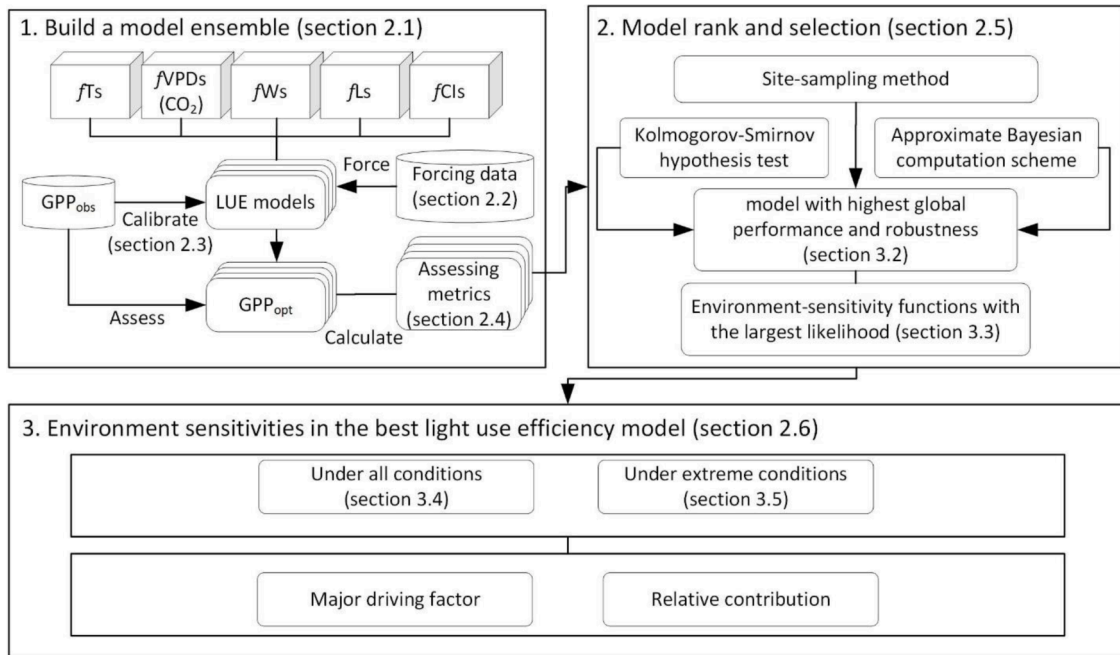 1. Build a model ensemble (section 2.1)
fTs
fVPDs
(CO₂)
fWs
fLs
fCIs
Force
Forcing data
(section 2.2)
LUE models
GPPobs
Calibrate
(section 2.3)
Assess
GPPopt
Calculate
Assessing
metrics
(section 2.4)
2. Model rank and selection (section 2.5)
Site-sampling method
Kolmogorov-Smirnov
hypothesis test
Approximate Bayesian
computation scheme
model with highest global
performance and robustness
(section 3.2)
Environment-sensitivity functions with
the largest likelihood (section 3.3)
3. Environment sensitivities in the best light use efficiency model (section 2.6)
Under all conditions
(section 3.4)
Under extreme conditions
(section 3.5)
Major driving factor
Relative contribution